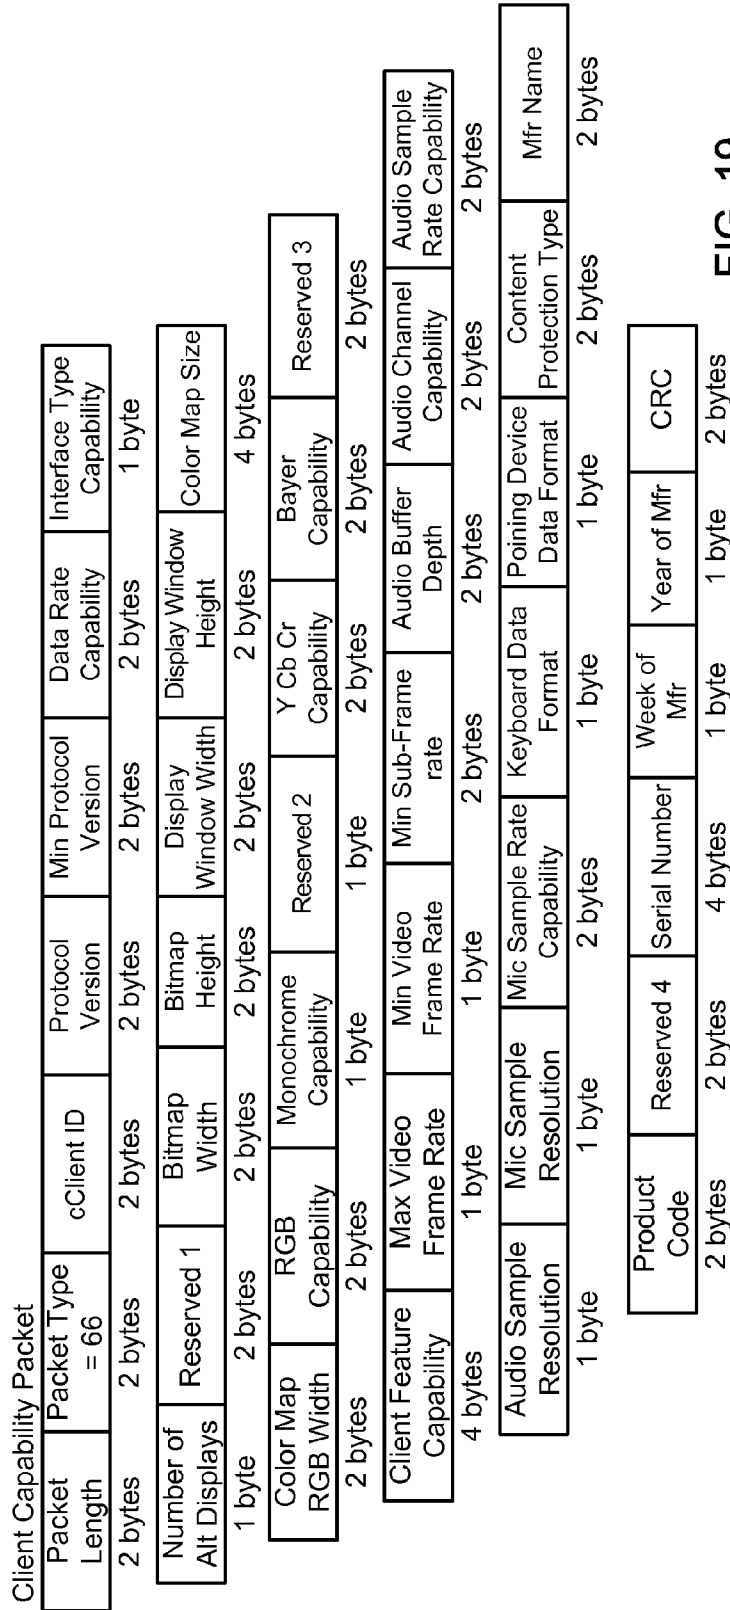 Client Capability Packet
Packet Length
Packet Type = 66
cClient ID
Protocol Version
Min Protocol Version
Data Rate Capability
Interface Type Capability
2 bytes
2 bytes
2 bytes
2 bytes
2 bytes
2 bytes
1 byte
Number of Alt Displays
Reserved 1
Bitmap Width
Bitmap Height
Display Window Width
Display Window Height
Color Map Size
1 byte
2 bytes
2 bytes
2 bytes
2 bytes
2 bytes
4 bytes
Color Map RGB Width
RGB Capability
Monochrome Capability
Reserved 2
Y Cb Cr Capability
Bayer Capability
Reserved 3
2 bytes
2 bytes
1 byte
1 byte
2 bytes
2 bytes
2 bytes
Client Feature Capability
Max Video Frame Rate
Min Video Frame Rate
Min Sub-Frame rate
Audio Buffer Depth
Audio Channel Capability
Audio Sample Rate Capability
4 bytes
1 byte
1 byte
2 bytes
2 bytes
2 bytes
2 bytes
Audio Sample Resolution
Mic Sample Resolution
Mic Sample Rate Capability
Keyboard Data Format
Poining Device Data Format
Content Protection Type
Mfr Name
1 byte
1 byte
2 bytes
1 byte
1 byte
2 bytes
2 bytes
Product Code
Reserved 4
Serial Number
Week of Mfr
Year of Mfr
CRC
2 bytes
2 bytes
4 bytes
1 byte
1 byte
2 bytes
FIG. 19